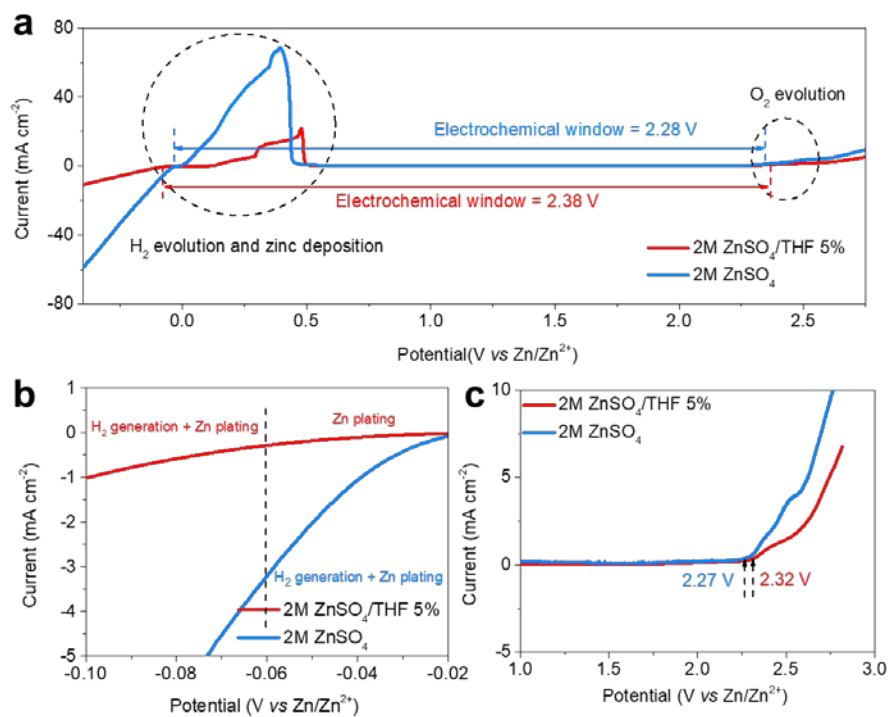 a
80
40
0
-40
-80
Current (mA cm⁻²)
O₂ evolution
Electrochemical window = 2.28 V
Electrochemical window = 2.38 V
H₂ evolution and zinc deposition
2M ZnSO₄/THF 5%
2M ZnSO₄
0.0 0.5 1.0 1.5 2.0 2.5
Potential(V vs Zn/Zn²⁺)
b
1
0
-1
-2
-3
-4
-5
Current (mA cm⁻²)
H₂ generation + Zn plating
Zn plating
H₂ generation + Zn plating
2M ZnSO₄/THF 5%
2M ZnSO₄
-0.10 -0.08 -0.06 -0.04 -0.02
Potential (V vs Zn/Zn²⁺)
c
10
5
0
-5
Current (mA cm⁻²)
2M ZnSO₄/THF 5%
2M ZnSO₄
2.27 V 2.32 V
1.0 1.5 2.0 2.5 3.0
Potential (V vs Zn/Zn²⁺)